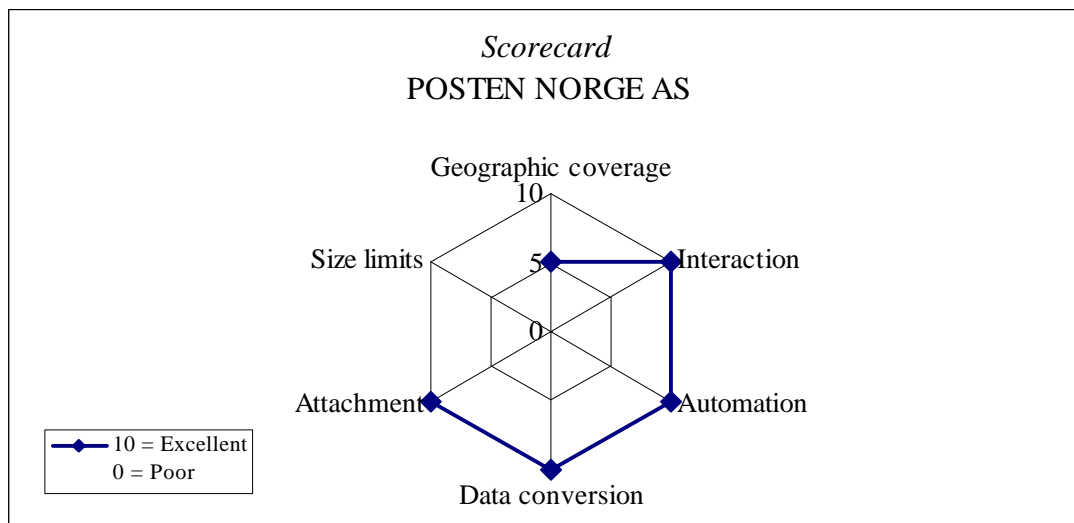 Scorecard
POSTEN NORGE AS
Geographic coverage
10
Size limits
5
Interaction
0
Attachment
Automation
Data conversion
10 = Excellent
0 = Poor